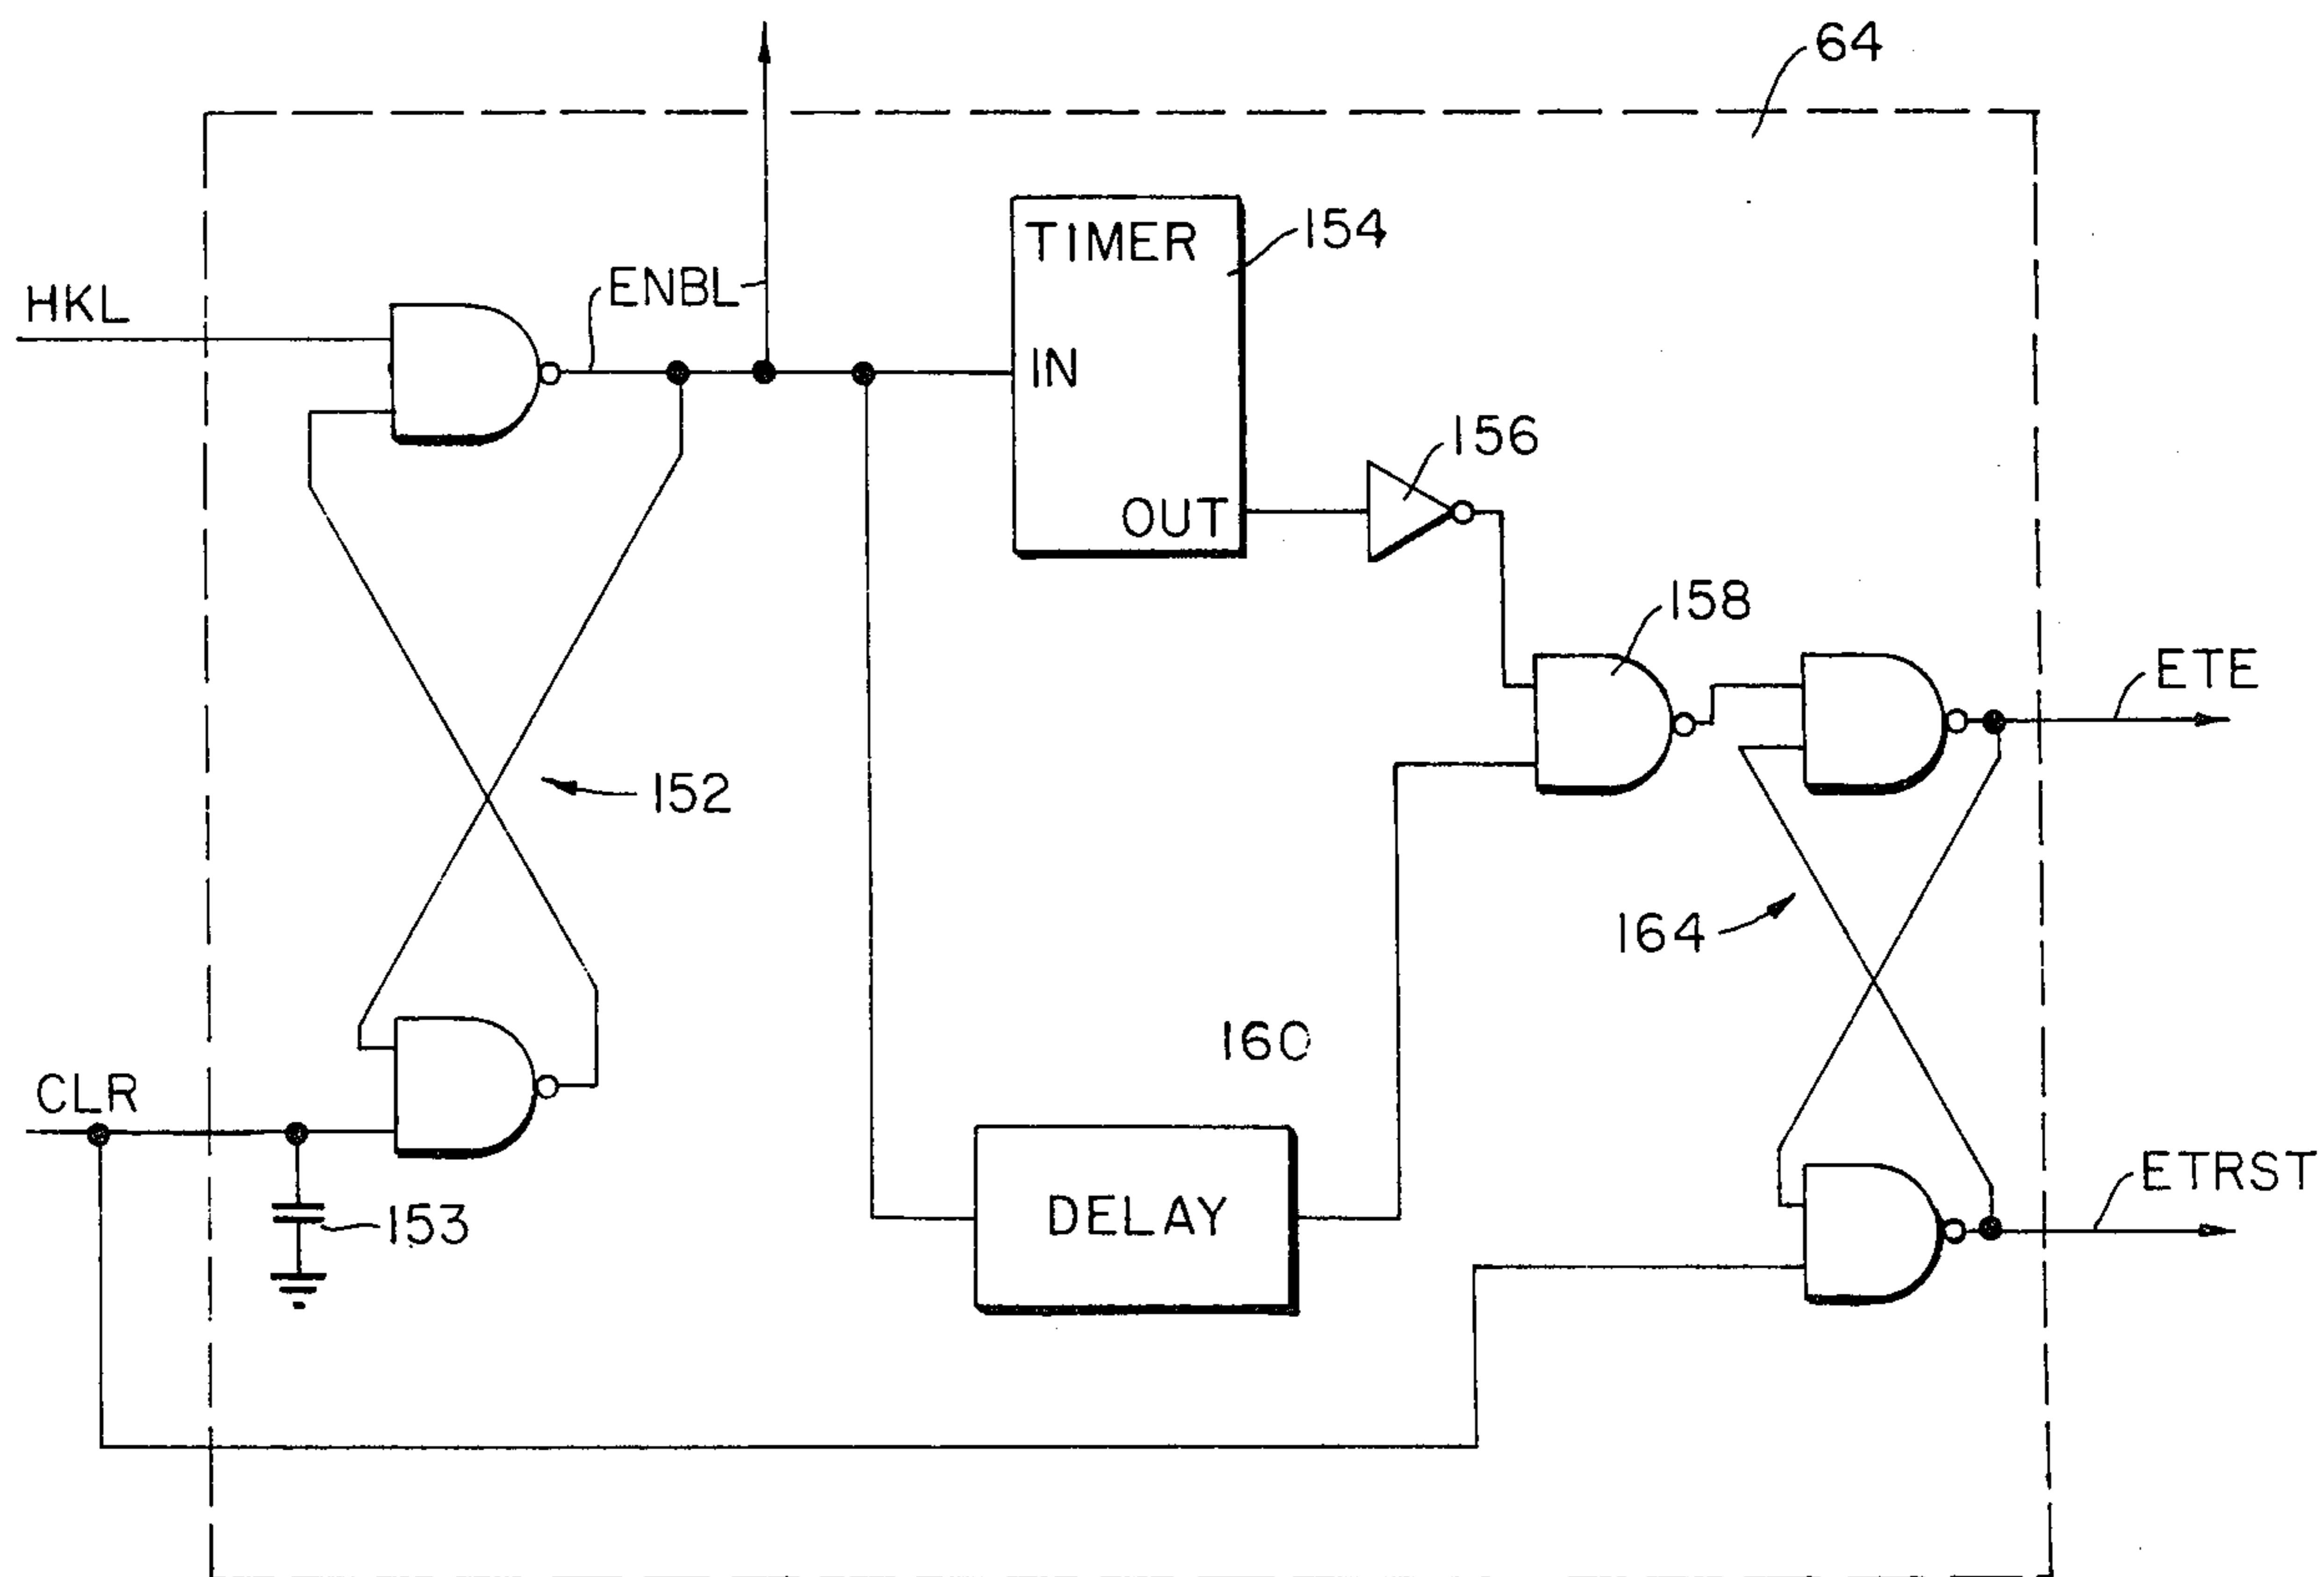 64
TIMER
154
ENBL
HKL
IN
156
OUT
158
ETE
152
164
160
CLR
ETRST
DELAY
153